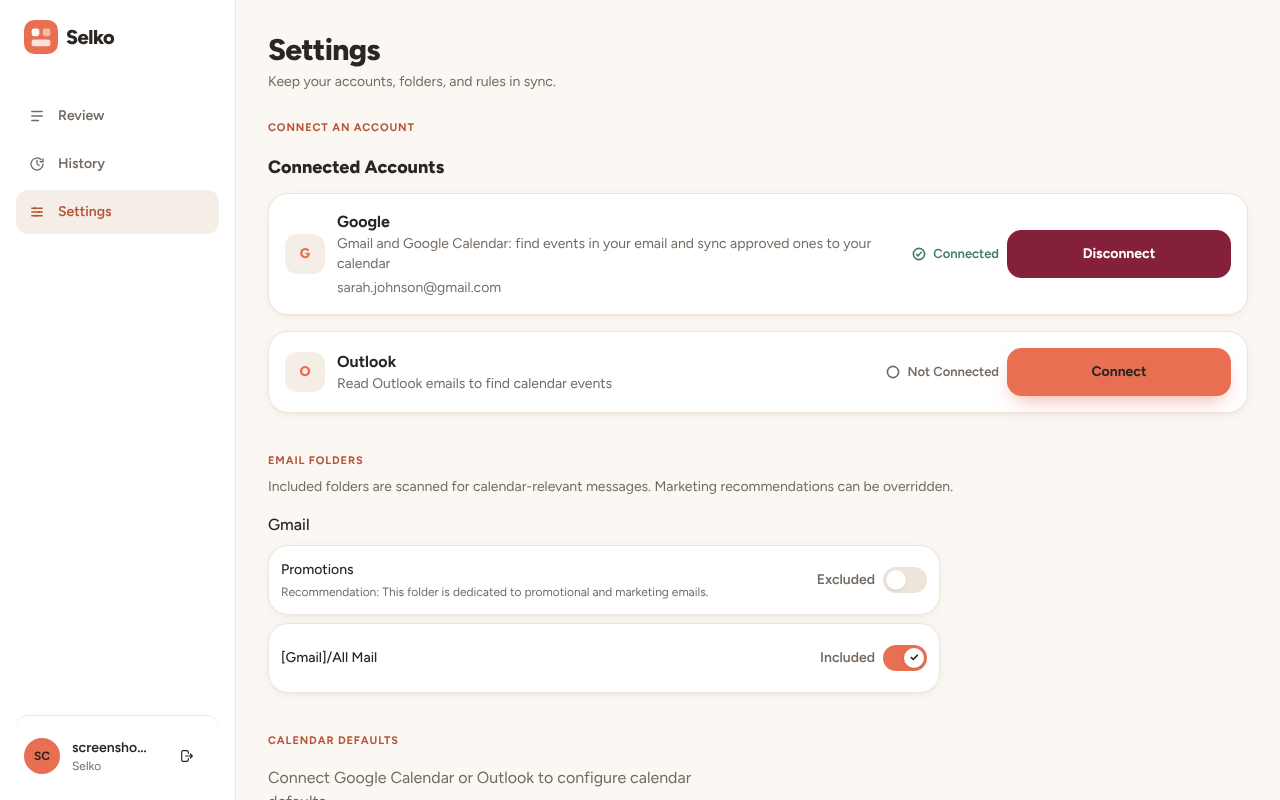 Selko
Review
History
Settings
screensho...
SC
Selko
Settings
Keep your accounts, folders, and rules in sync.
CONNECT AN ACCOUNT
Connected Accounts
G
Google
Gmail and Google Calendar: find events in your email and sync approved ones to your
calendar
sarah.johnson@gmail.com
Connected
Disconnect
O
Outlook
Read Outlook emails to find calendar events
Not Connected
Connect
EMAIL FOLDERS
Included folders are scanned for calendar-relevant messages. Marketing recommendations can be overridden.
Gmail
Promotions
Recommendation: This folder is dedicated to promotional and marketing emails.
Excluded
[Gmail]/All Mail
Included
CALENDAR DEFAULTS
Connect Google Calendar or Outlook to configure calendar
defaults